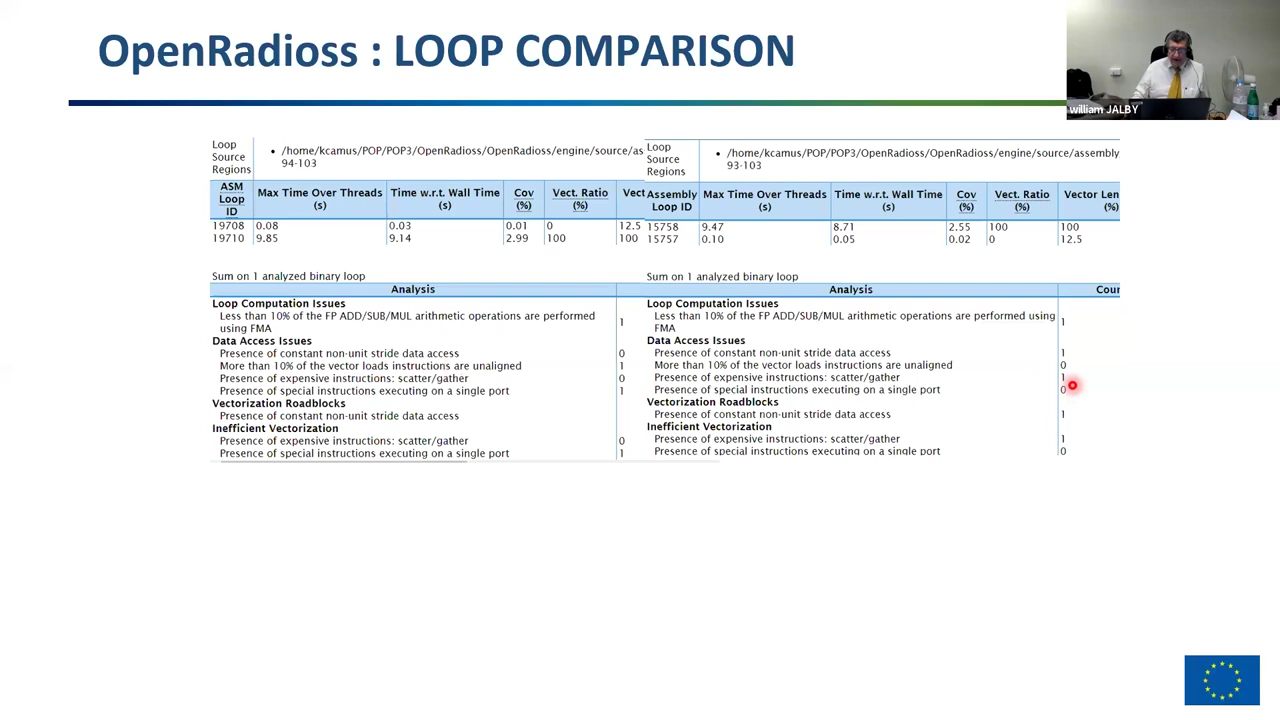 OpenRadioss : LOOP COMPARISON
william JALBY
Loop
Source
Regions
• /home/kcamus/POP/POP3/OpenRadioss/OpenRadioss/engine/source/as
94-103
ASM
Loop
ID
Max Time Over Threads
(s)
Time w.r.t. Wall Time
(s)
Cov
(%)
Vect. Ratio
(%)
Vect
19708 0.08 0.03 0.01 0 12.5
19710 9.85 9.14 2.99 100 100
Sum on 1 analyzed binary loop
Analysis
Loop Computation Issues
Less than 10% of the FP ADD/SUB/MUL arithmetic operations are performed
using FMA 1
Data Access Issues
Presence of constant non-unit stride data access 0
More than 10% of the vector loads instructions are unaligned 1
Presence of expensive instructions: scatter/gather 0
Presence of special instructions executing on a single port 1
Vectorization Roadblocks
Presence of constant non-unit stride data access
Inefficient Vectorization
Presence of expensive instructions: scatter/gather 0
Presence of special instructions executing on a single port 1
Loop
Source
Regions
• /home/kcamus/POP/POP3/OpenRadioss/OpenRadioss/engine/source/assembly
93-103
Assembly
Loop ID
Max Time Over Threads
(s)
Time w.r.t. Wall Time
(s)
Cov
(%)
Vect. Ratio
(%)
Vector Len
(%)
15758 9.47 8.71 2.55 100 100
15757 0.10 0.05 0.02 0 12.5
Sum on 1 analyzed binary loop
Analysis Cour
Loop Computation Issues
Less than 10% of the FP ADD/SUB/MUL arithmetic operations are performed using
FMA 1
Data Access Issues
Presence of constant non-unit stride data access 1
More than 10% of the vector loads instructions are unaligned 0
Presence of expensive instructions: scatter/gather 1
Presence of special instructions executing on a single port 0
Vectorization Roadblocks
Presence of constant non-unit stride data access 1
Inefficient Vectorization
Presence of expensive instructions: scatter/gather 1
Presence of special instructions executing on a single port 0